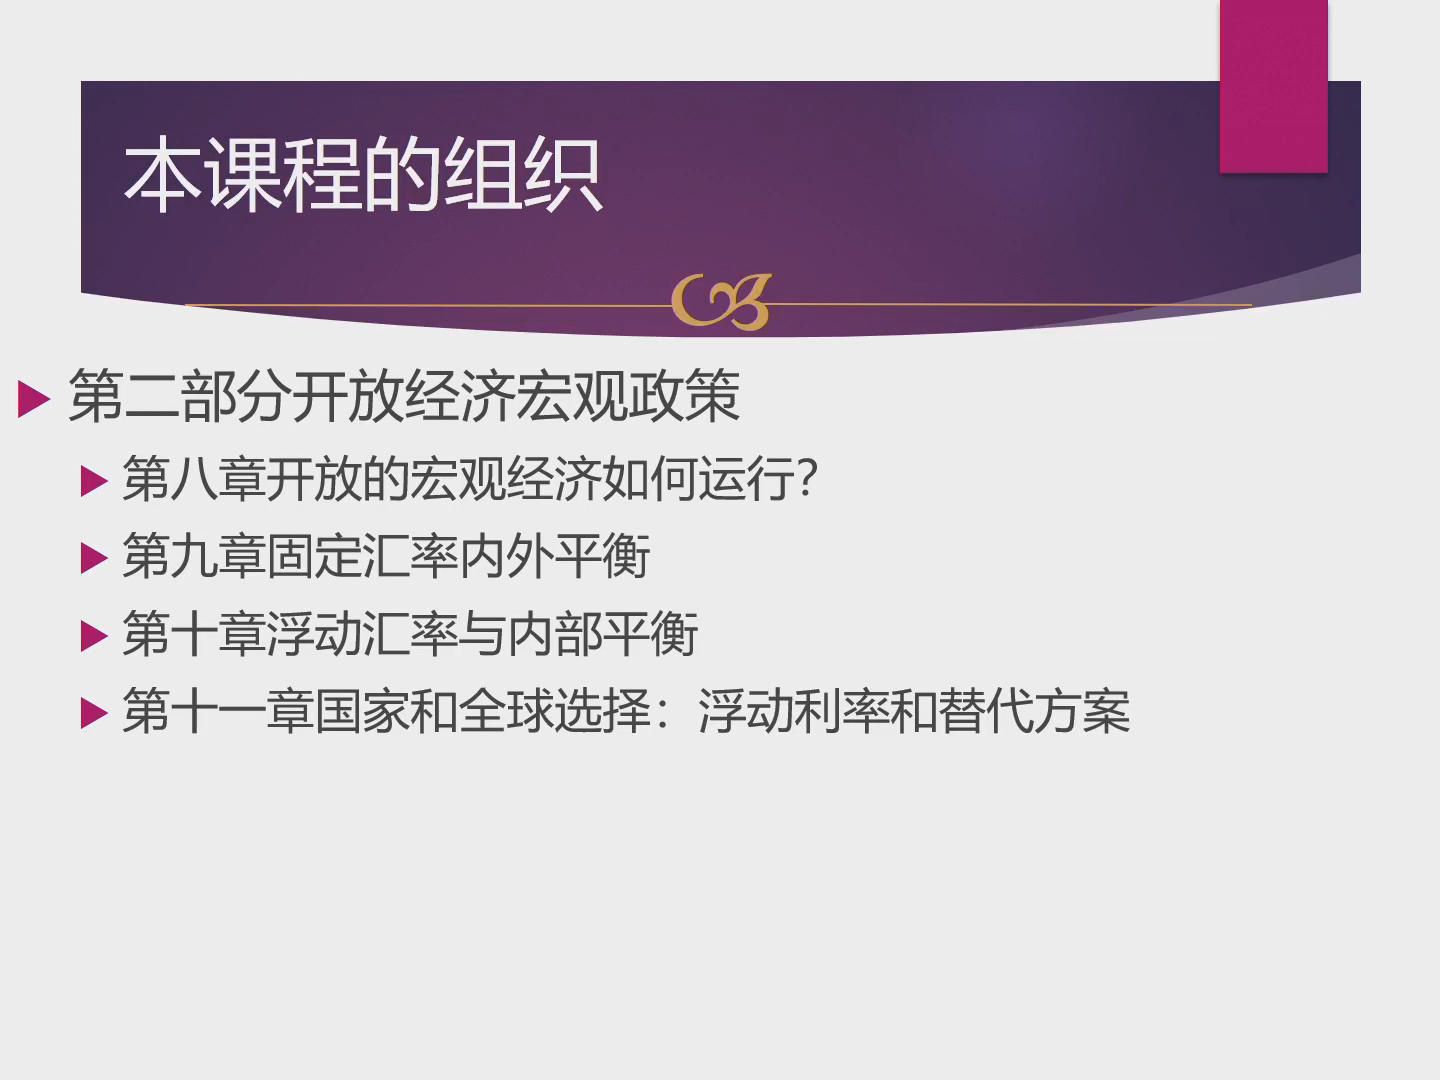 本课程的组织
第二部分开放经济宏观政策
第八章开放的宏观经济如何运行?
第九章固定汇率内外平衡
第十章浮动汇率与内部平衡
第十一章国家和全球选择：浮动利率和替代方案